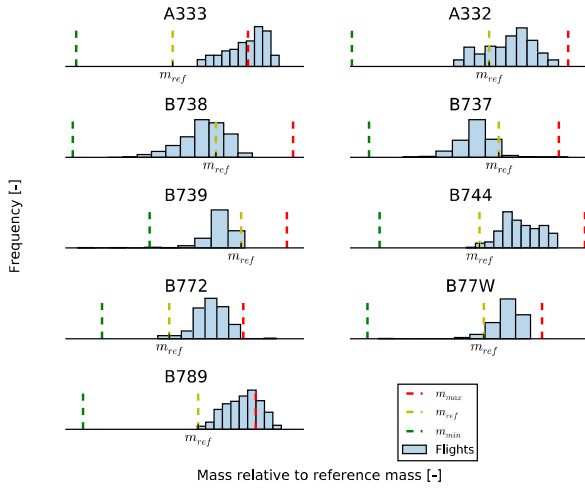 A333
A332
m_ref
m_ref
B738
B737
m_ref
m_ref
B739
B744
m_ref
m_ref
B772
B77W
m_ref
m_ref
B789
m_ref
Frequency [-]
Mass relative to reference mass [-]
m_max
m_ref
m_min
Flights